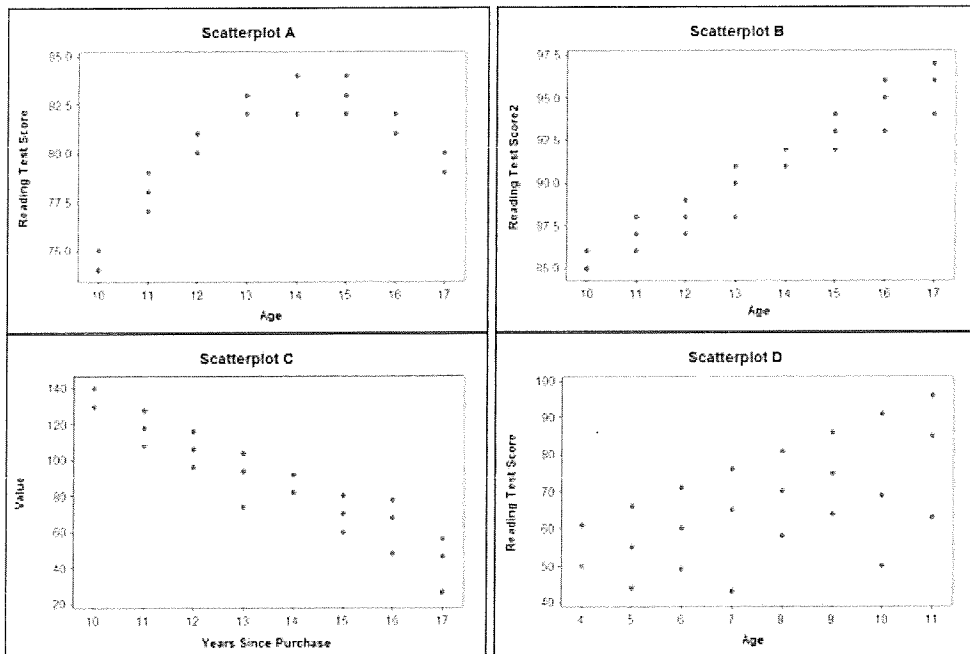 Scatterplot A
Reading Test Score
85.0
82.5
80.0
77.5
75.0
10 11 12 13 14 15 16 17
Age
Scatterplot B
Reading Test Score2
97.5
95.0
92.5
90.0
87.5
85.0
10 11 12 13 14 15 16 17
Age
Scatterplot C
Value
140
120
100
80
60
40
20
10 11 12 13 14 15 16 17
Years Since Purchase
Scatterplot D
Reading Test Score
100
90
80
70
60
50
40
4 5 6 7 8 9 10 11
Age